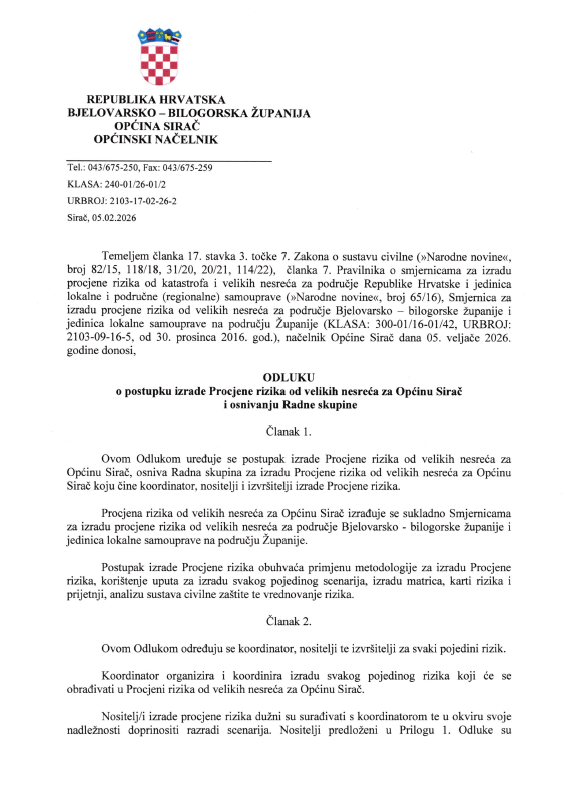 REPUBLIKA HRVATSKA
BJELOVARSKO – BILOGORSKA ŽUPANIJA
OPĆINA SIRAČ
OPĆINSKI NAČELNIK
Tel.: 043/675-250, Fax: 043/675-259
KLASA: 240-01/26-01/2
URBROJ: 2103-17-02-26-2
Sirač, 05.02.2026
Temeljem članka 17. stavka 3. točke 7. Zakona o sustavu civilne (»Narodne novine«,
broj 82/15, 118/18, 31/20, 20/21, 114/22), članka 7. Pravilnika o smjernicama za izradu
procjene rizika od katastrofa i velikih nesreća za područje Republike Hrvatske i jedinica
lokalne i područne (regionalne) samouprave (»Narodne novine«, broj 65/16), Smjernica za
izradu procjene rizika od velikih nesreća za područje Bjelovarsko – bilogorske županije i
jedinica lokalne samouprave na području Županije (KLASA: 300-01/16-01/42, URBROJ:
2103-09-16-5, od 30. prosinca 2016. god.), načelnik Općine Sirač dana 05. veljače 2026.
godine donosi,
ODLUKU
o postupku izrade Procjene rizika od velikih nesreća za Općinu Sirač
i osnivanju Radne skupine
Članak 1.
Ovom Odlukom uređuje se postupak izrade Procjene rizika od velikih nesreća za
Općinu Sirač, osniva Radna skupina za izradu Procjene rizika od velikih nesreća za Općinu
Sirač koju čine koordinator, nositelji i izvršitelji izrade Procjene rizika.
Procjena rizika od velikih nesreća za Općinu Sirač izrađuje se sukladno Smjernicama
za izradu procjene rizika od velikih nesreća za područje Bjelovarsko - bilogorske županije i
jedinica lokalne samouprave na području Županije.
Postupak izrade Procjene rizika obuhvaća primjenu metodologije za izradu Procjene
rizika, korištenje uputa za izradu svakog pojedinog scenarija, izradu matrica, karti rizika i
prijetnji, analizu sustava civilne zaštite te vrednovanje rizika.
Članak 2.
Ovom Odlukom određuju se koordinator, nositelji te izvršitelji za svaki pojedini rizik.
Koordinator organizira i koordinira izradu svakog pojedinog rizika koji će se
obrađivati u Procjeni rizika od velikih nesreća za Općinu Sirač.
Nositelj/i izrade procjene rizika dužni su surađivati s koordinatorom te u okviru svoje
nadležnosti doprinositi razradi scenarija. Nositelji predloženi u Prilogu 1. Odluke su